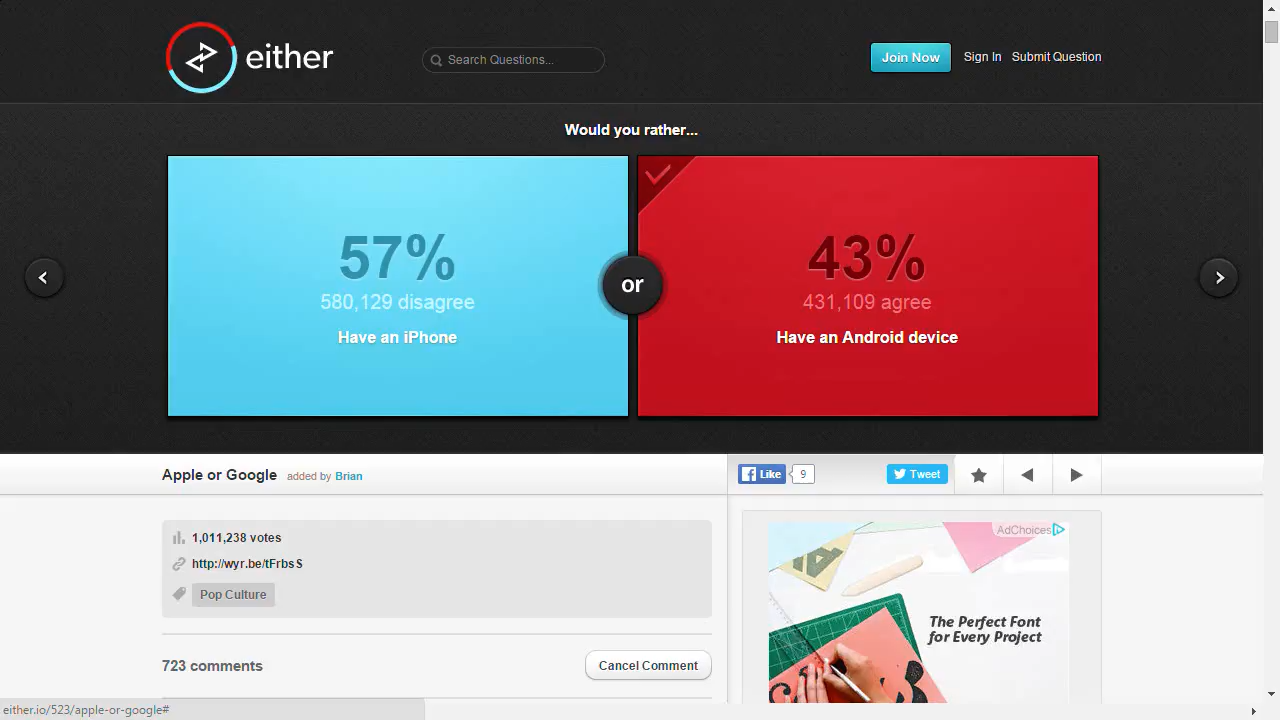 either
Search Questions...
Join Now
Sign In
Submit Question
Would you rather...
57%
580,129 disagree
Have an iPhone
or
43%
431,109 agree
Have an Android device
Apple or Google added by Brian
Like
9
Tweet
1,011,238 votes
http://wyr.be/tFrbsS
Pop Culture
723 comments
Cancel Comment
AdChoices
The Perfect Font
for Every Project
either.io/523/apple-or-google#